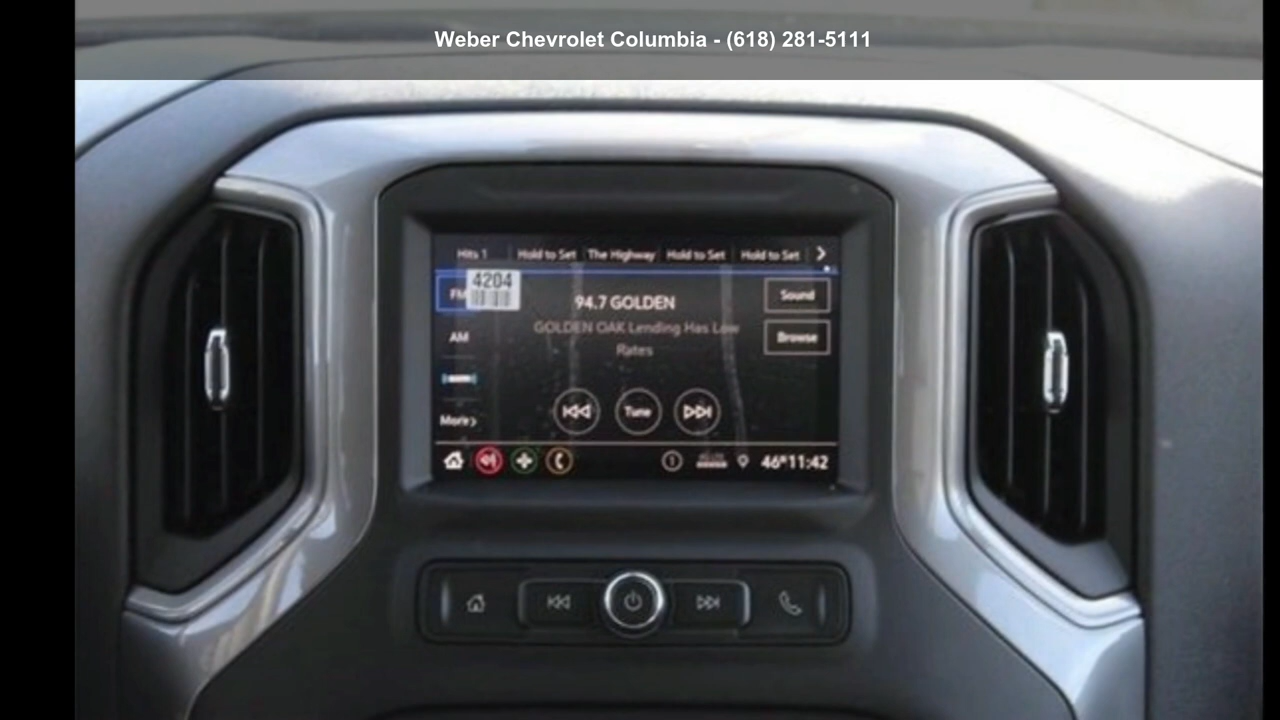 Weber Chevrolet Columbia - (618) 281-5111
Hits 1 Hold to Set The Highway Hold to Set Hold to Set
4204
FM
94.7 GOLDEN
Sound
GOLDEN OAK Lending Has Low
Rates
AM
Browse
Tune
More
46° 11:42